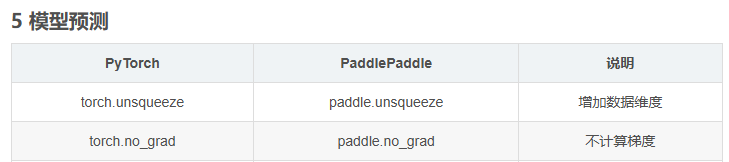 5 模型预测
PyTorch PaddlePaddle 说明
torch.unsqueeze paddle.unsqueeze 增加数据维度
torch.no_grad paddle.no_grad 不计算梯度